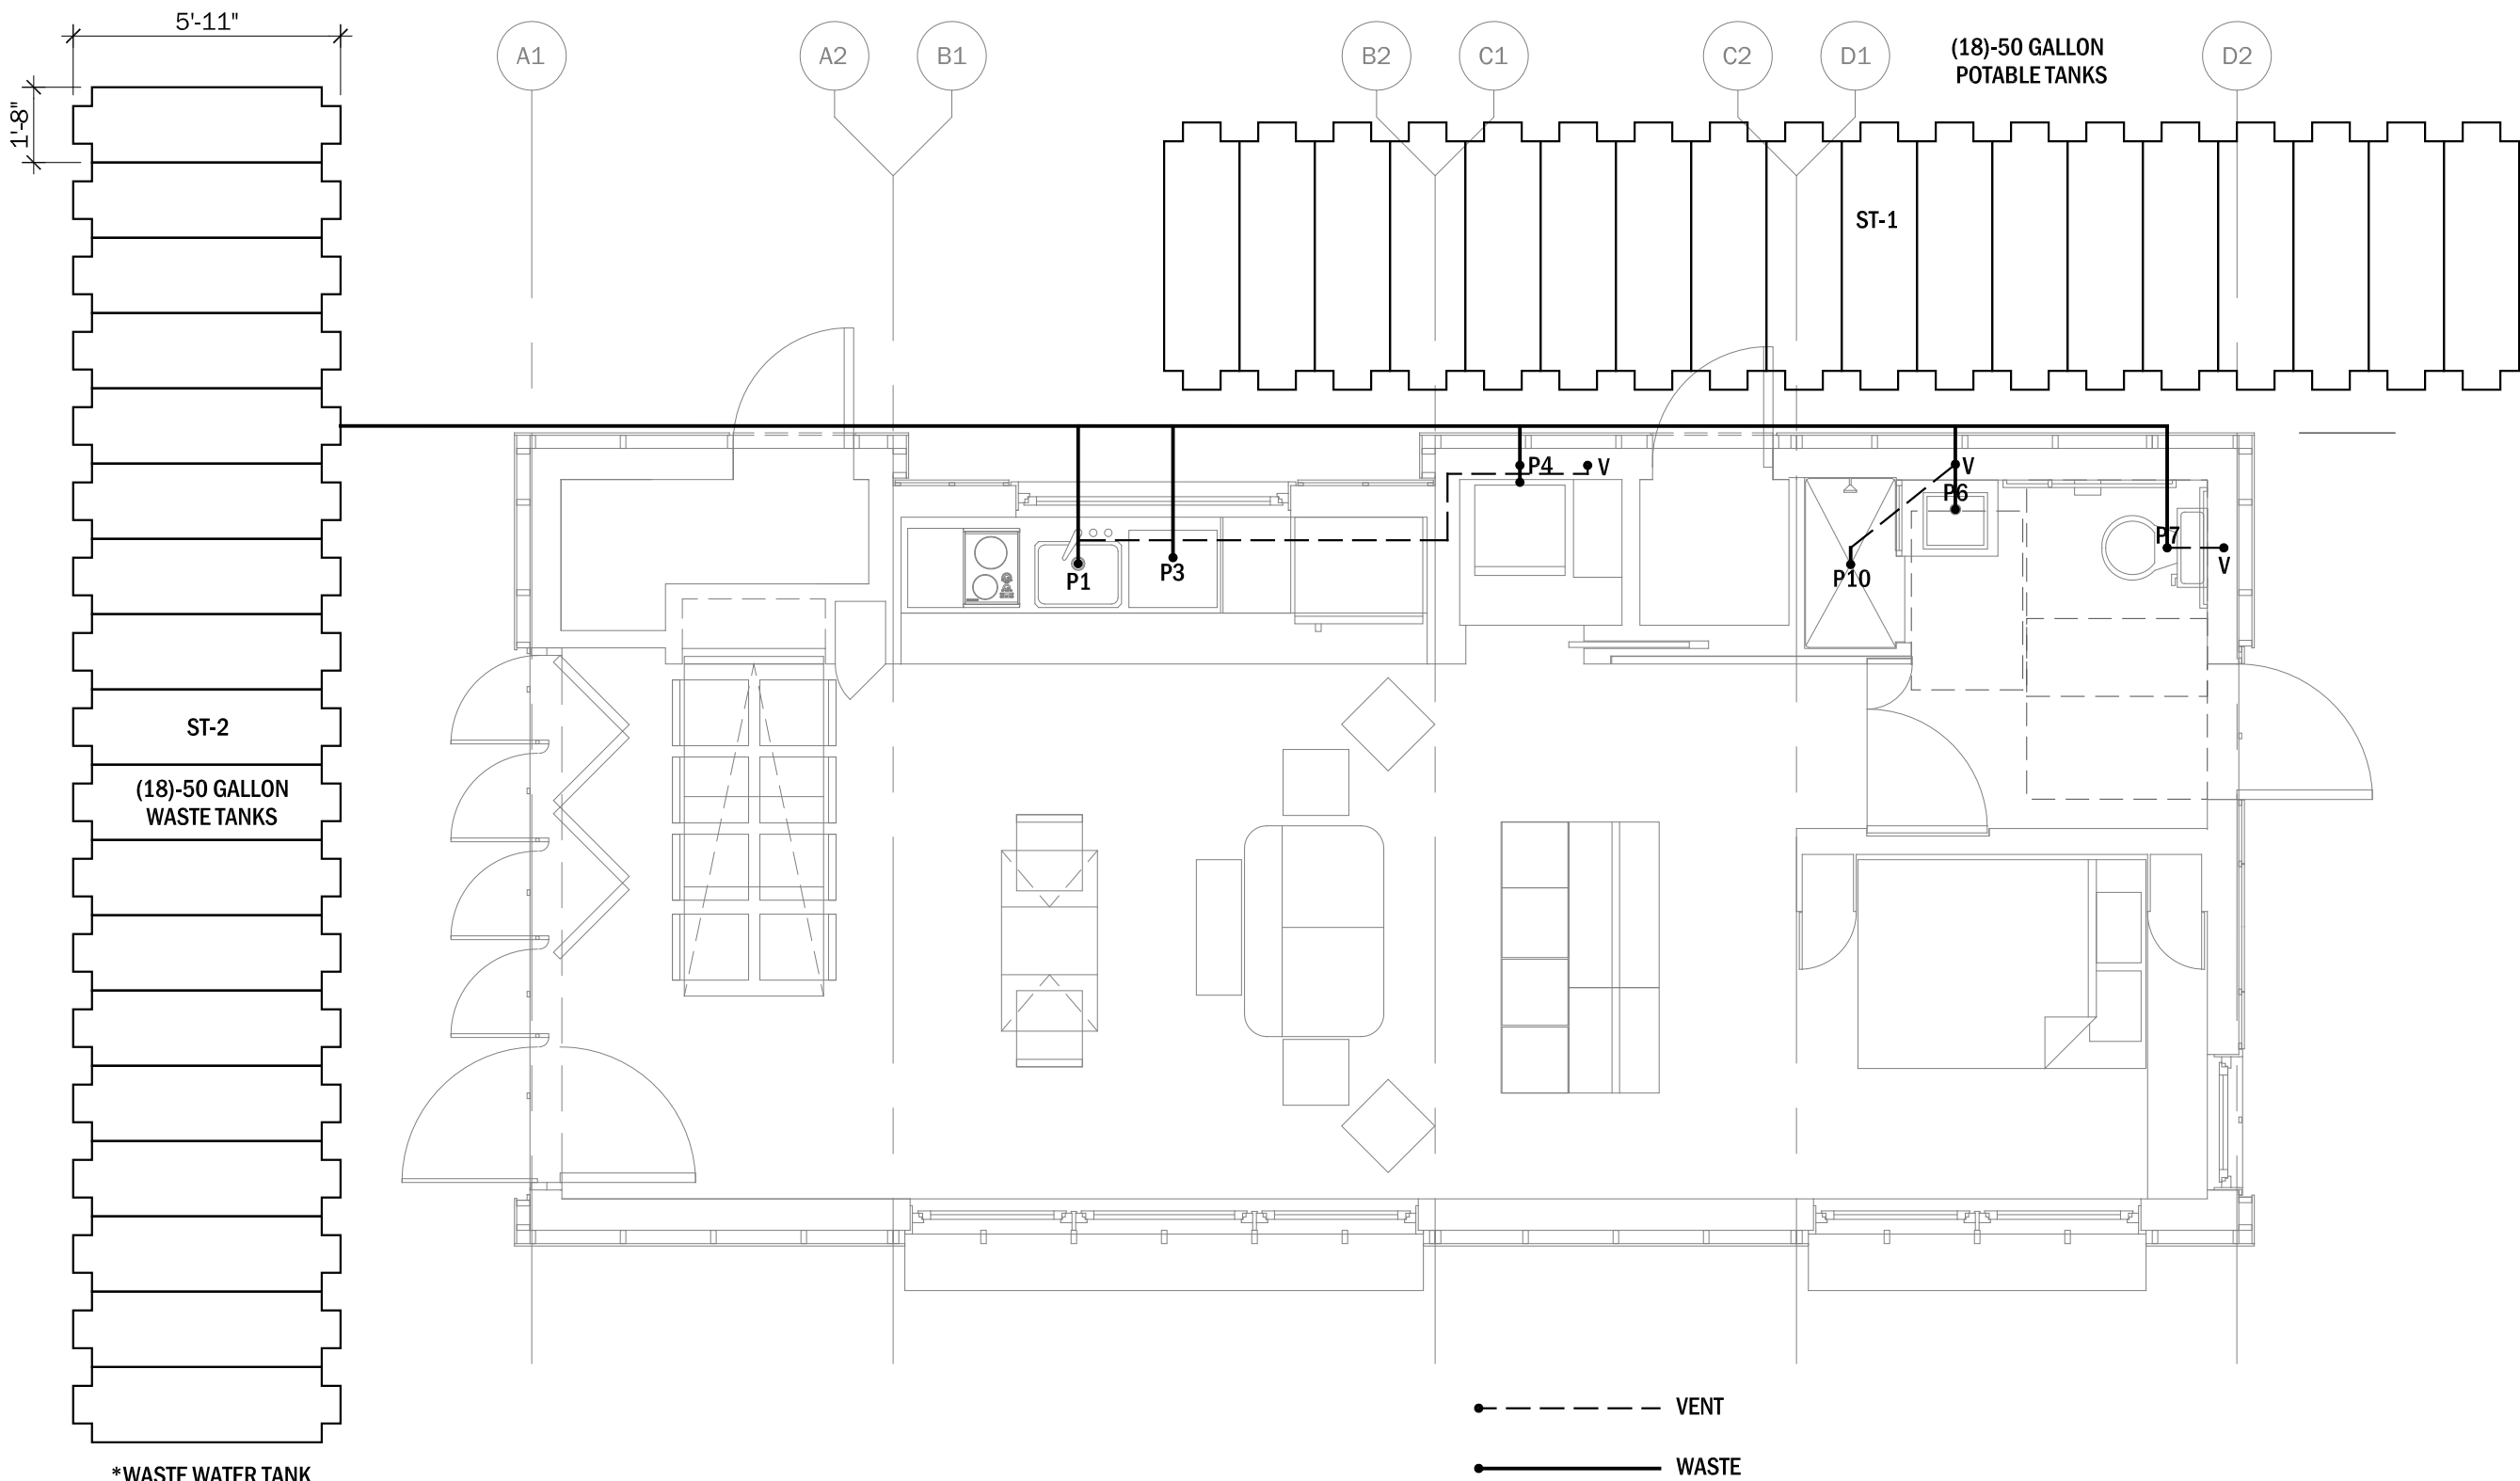 5'-11"
A1
A2
B1
B2
C1
C2
D1
(18)-50 GALLON
POTABLE TANKS
D2
1'-8"
ST-1
P4
V
V
P6
P7
V
P1
P3
P10
ST-2
(18)-50 GALLON
WASTE TANKS
VENT
WASTE
*WASTE WATER TANK